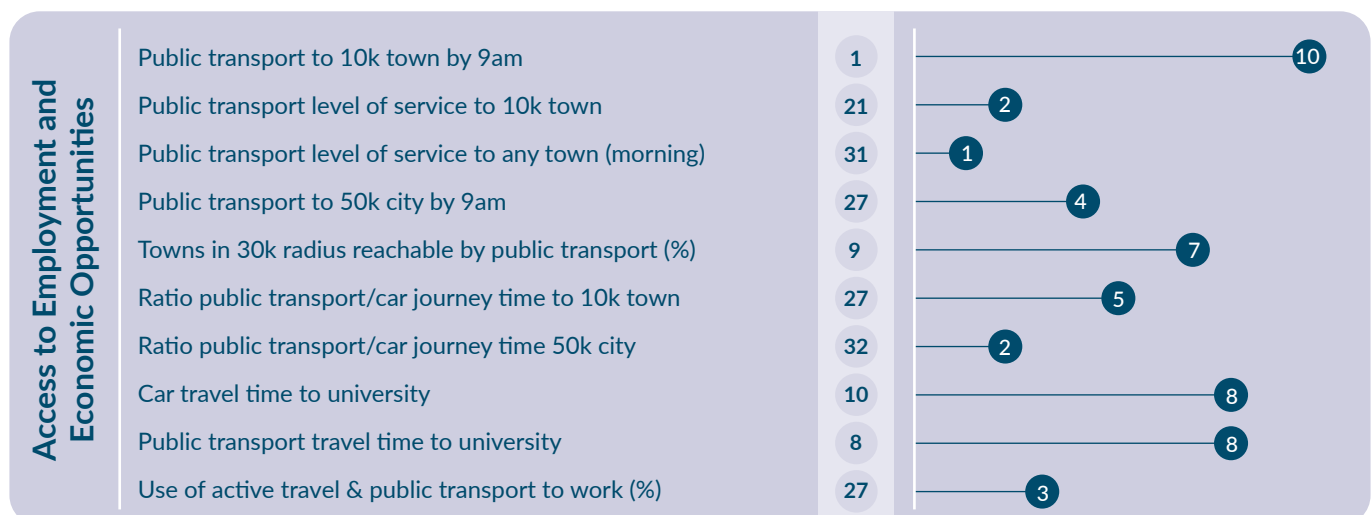 Access to Employment and
Economic Opportunities
Public transport to 10k town by 9am 1 10
Public transport level of service to 10k town 21 2
Public transport level of service to any town (morning) 31 1
Public transport to 50k city by 9am 27 4
Towns in 30k radius reachable by public transport (%) 9 7
Ratio public transport/car journey time to 10k town 27 5
Ratio public transport/car journey time 50k city 32 2
Car travel time to university 10 8
Public transport travel time to university 8 8
Use of active travel & public transport to work (%) 27 3